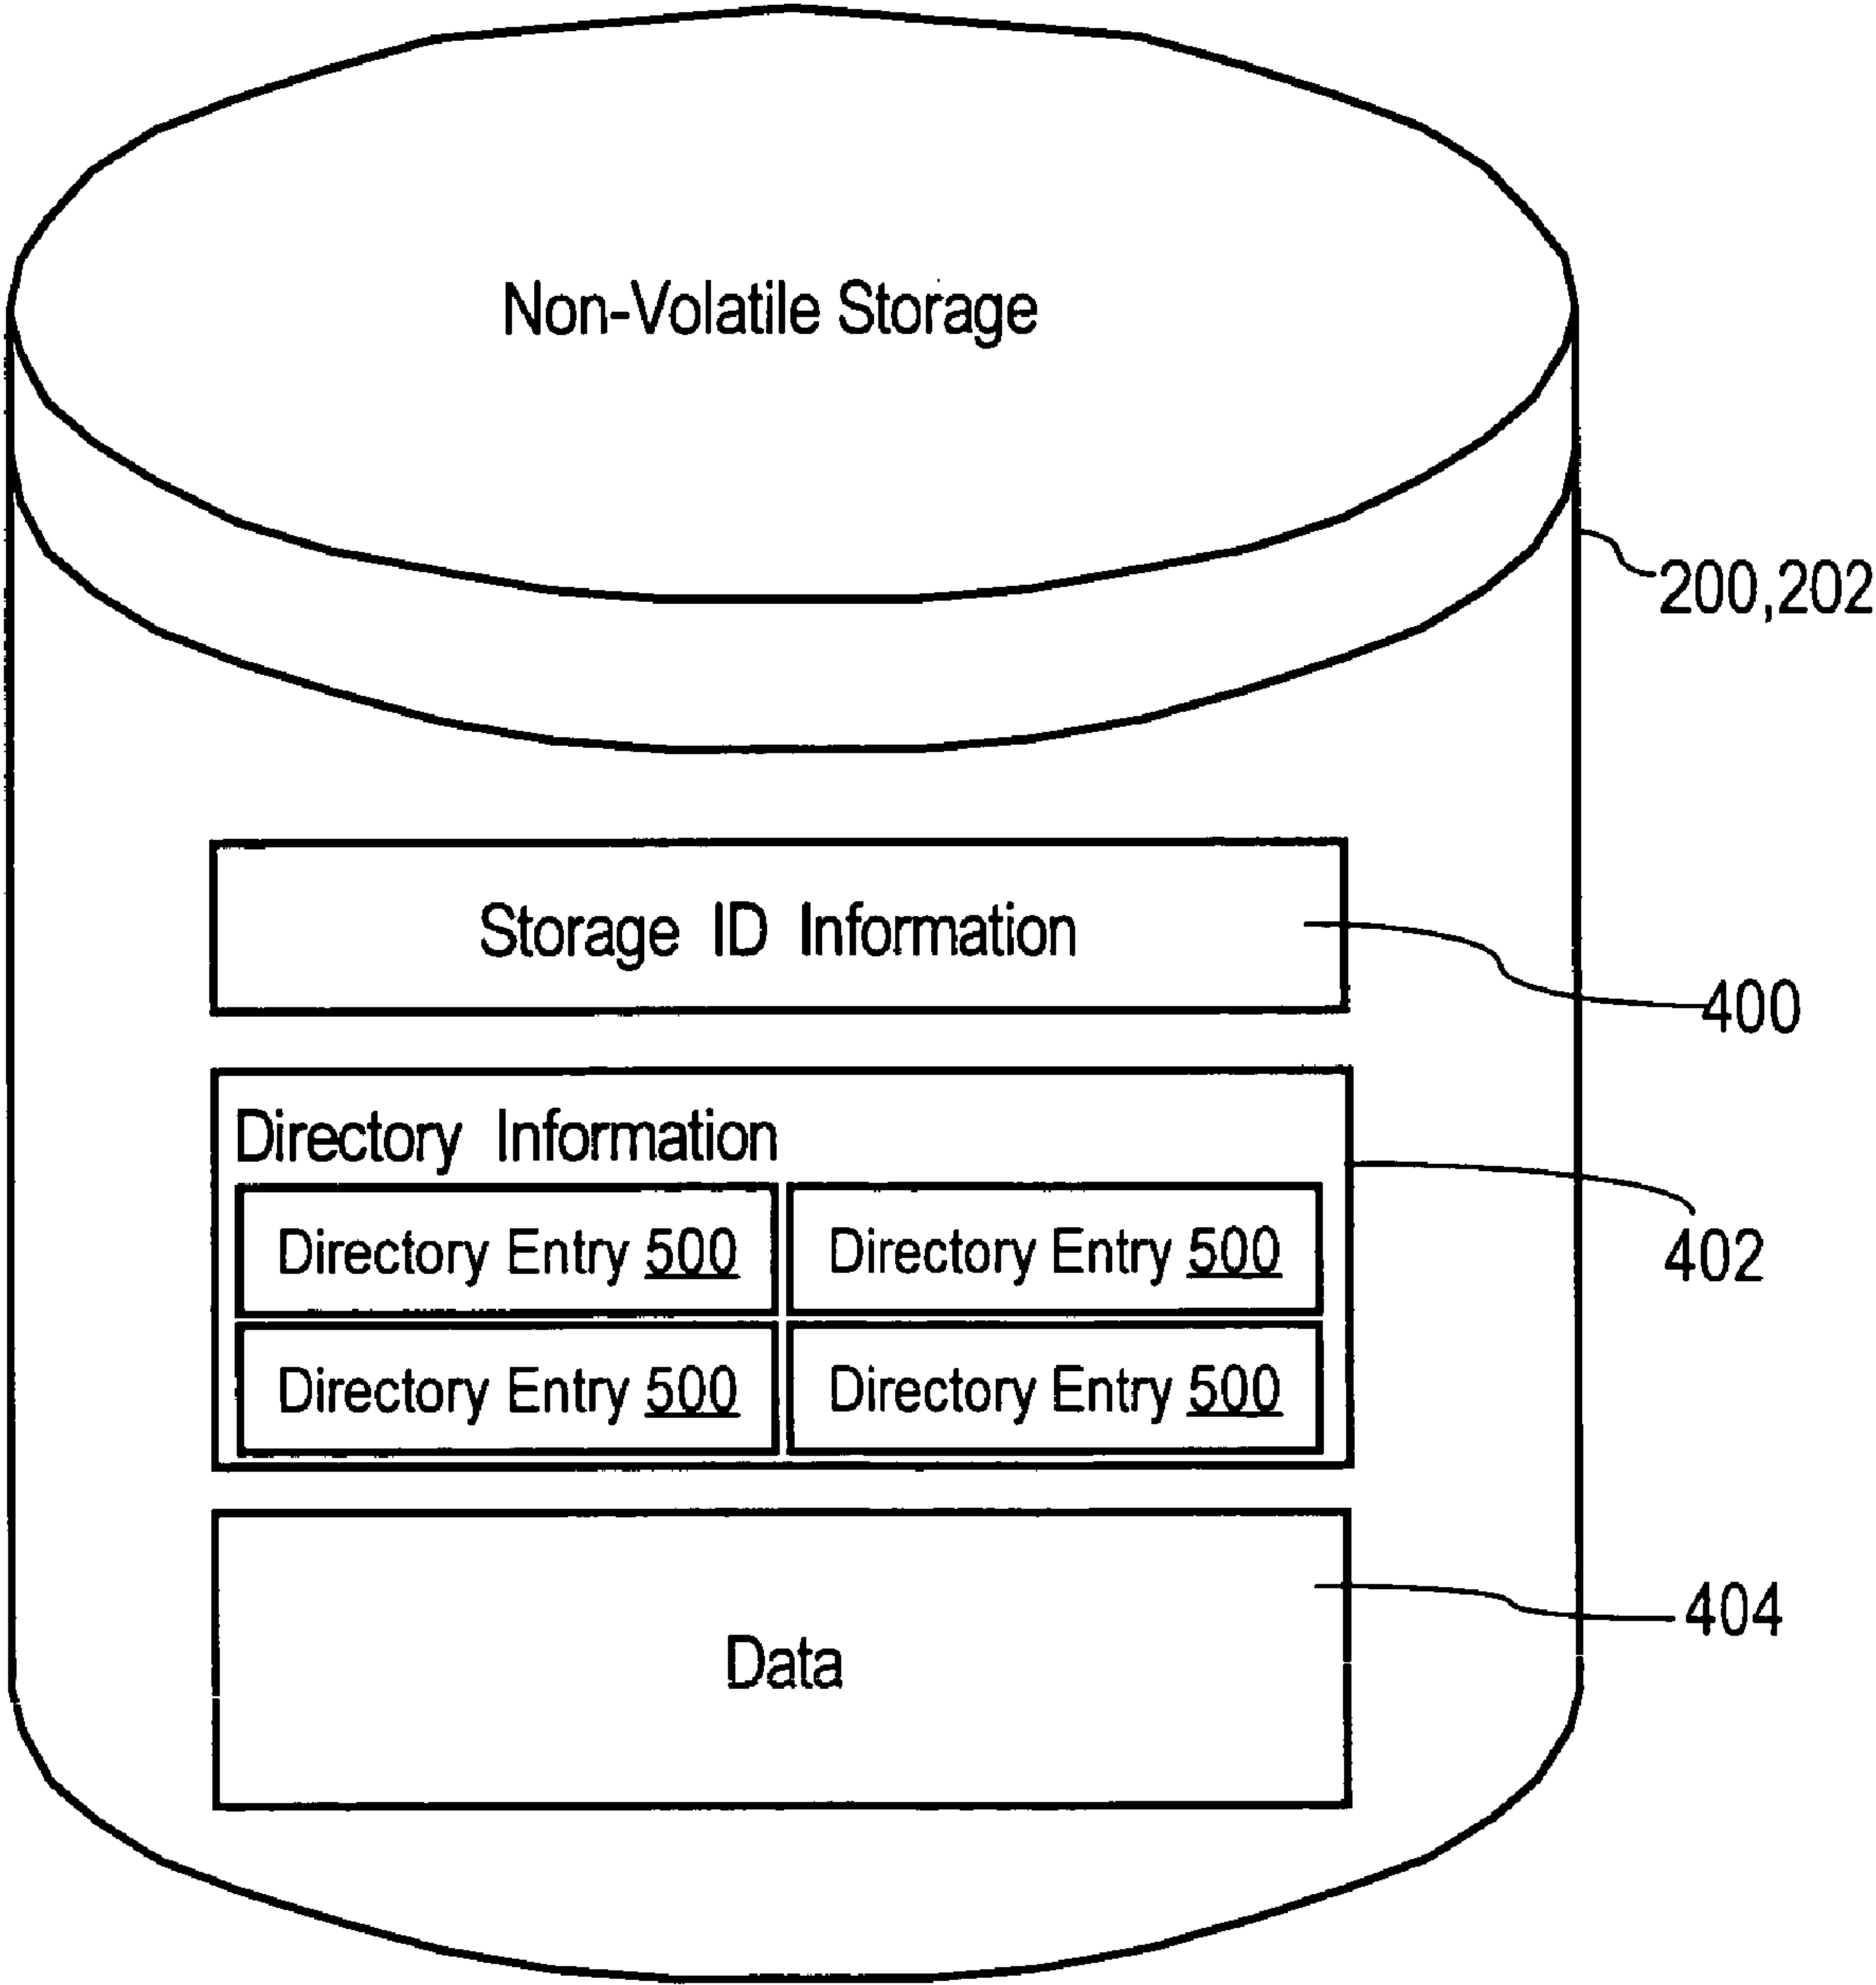 Non-Volatile Storage
200,202
Storage ID Information
400
Directory Information
Directory Entry 500
Directory Entry 500
402
Directory Entry 500
Directory Entry 500
404
Data